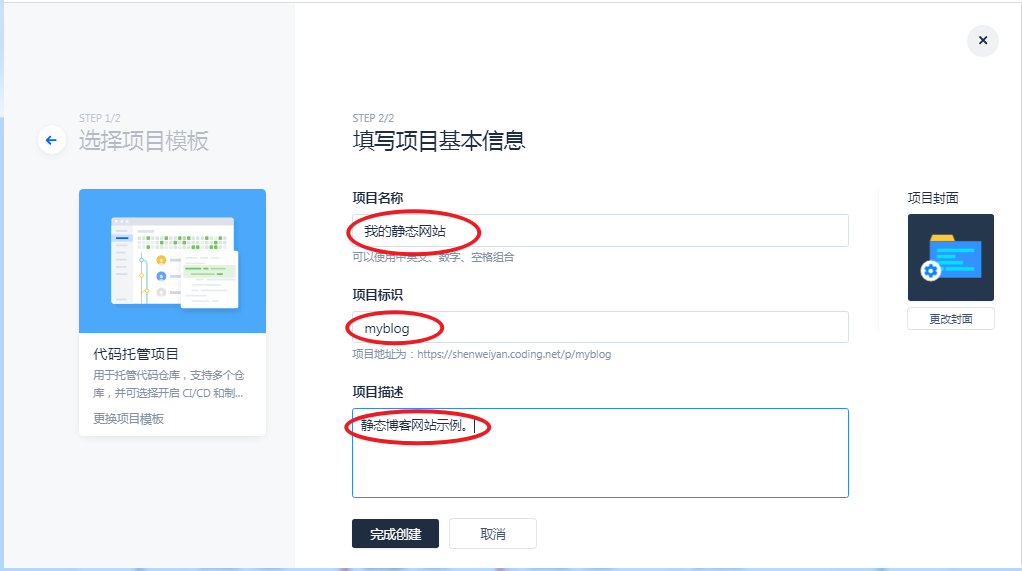 STEP 1/2
选择项目模板
代码托管项目
用于托管代码仓库，支持多个仓
库，并可选择开启 CI/CD 和制...
更换项目模板
STEP 2/2
填写项目基本信息
项目名称
我的静态网站
可以使用中英文、数字、空格组合
项目标识
myblog
项目地址为：https://shenweiyan.coding.net/p/myblog
项目描述
静态博客网站示例。
完成创建
取消
项目封面
更改封面